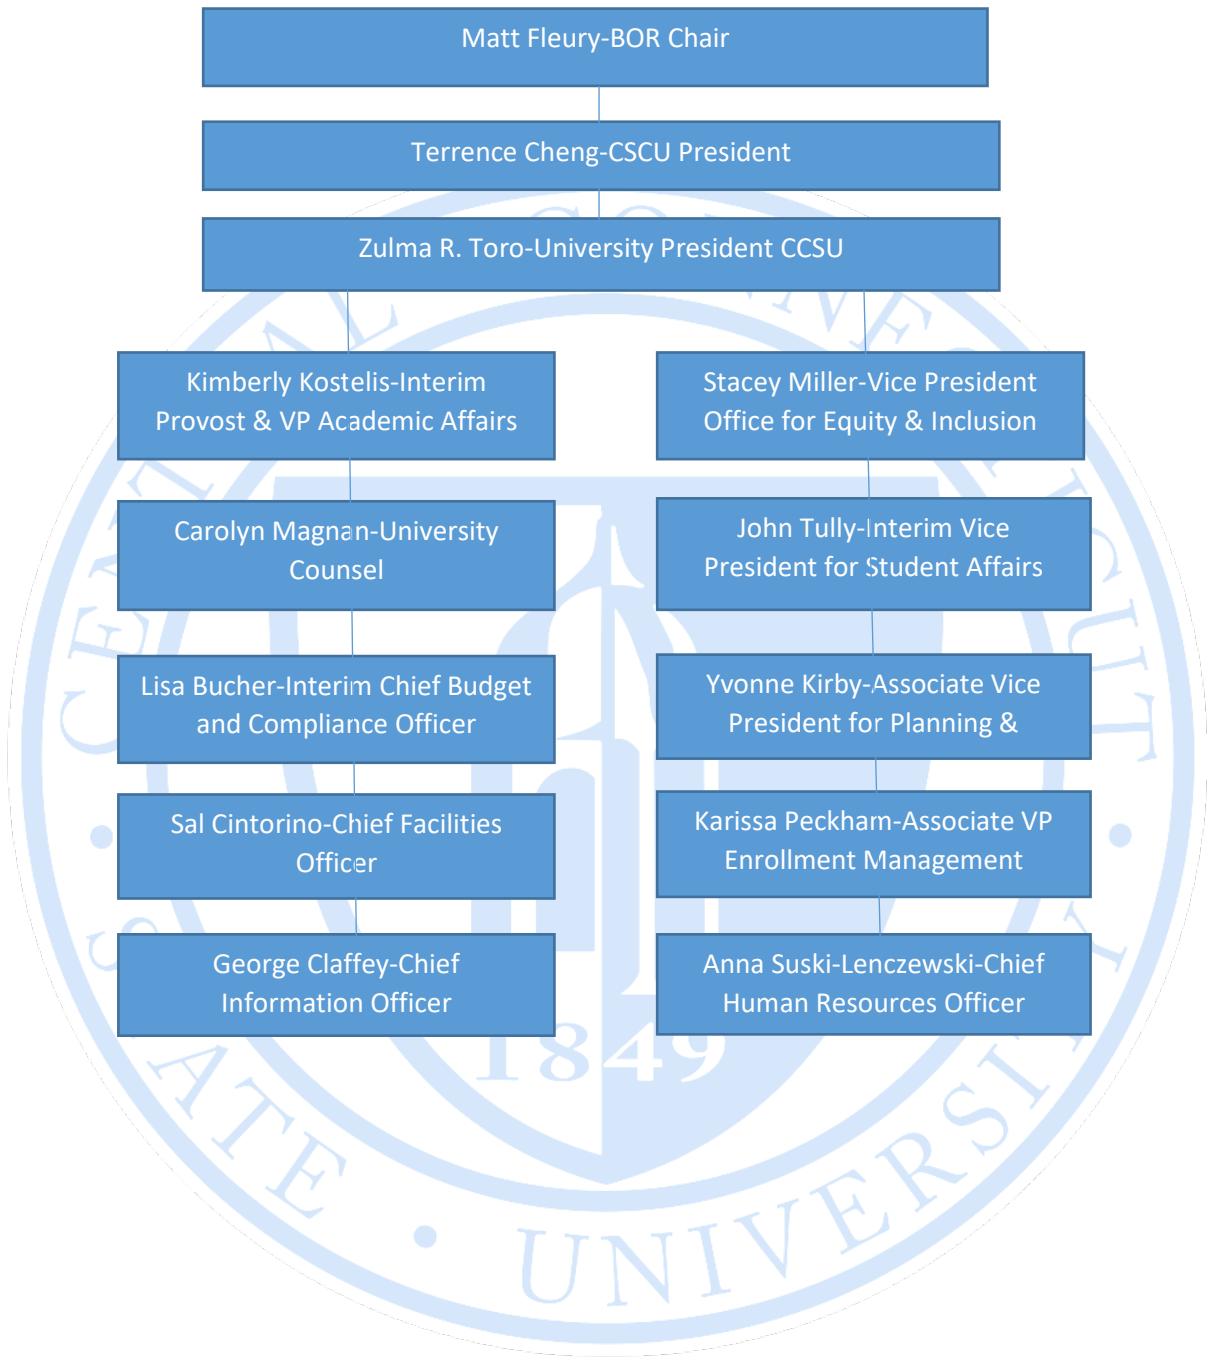 Matt Fleury-BOR Chair
Terrence Cheng-CSCU President
Zulma R. Toro-University President CCSU
Kimberly Kostelis-Interim
Provost & VP Academic Affairs
Stacey Miller-Vice President
Office for Equity & Inclusion
Carolyn Magnan-University
Counsel
John Tully-Interim Vice
President for Student Affairs
Lisa Bucher-Interim Chief Budget
and Compliance Officer
Yvonne Kirby-Associate Vice
President for Planning &
Sal Cintorino-Chief Facilities
Officer
Karissa Peckham-Associate VP
Enrollment Management
George Claffey-Chief
Information Officer
Anna Suski-Lenczewski-Chief
Human Resources Officer
CENTRAL CONNECTICUT
STATE • UNIVERSITY
1849